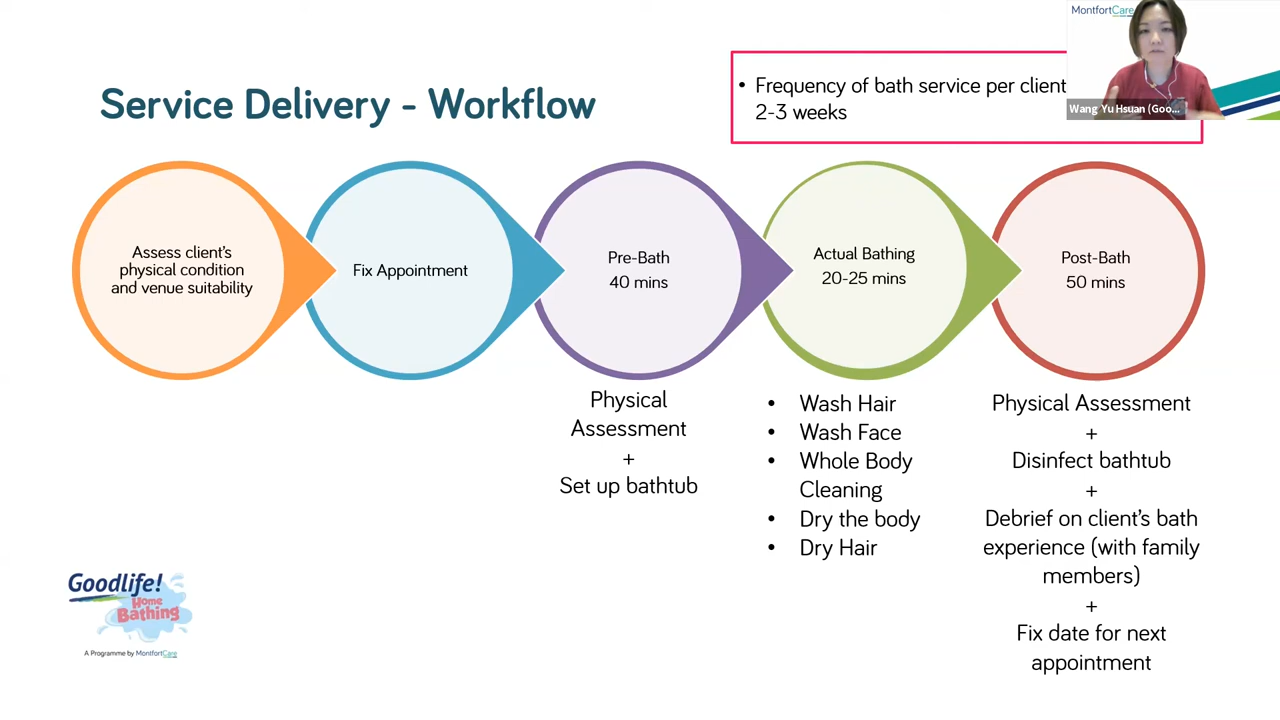 MontfortCare
Service Delivery - Workflow
• Frequency of bath service per client
2-3 weeks
Wang Yu Hsuan (Goo...
Assess client's
physical condition
and venue suitability
Fix Appointment
Pre-Bath
40 mins
Actual Bathing
20-25 mins
Post-Bath
50 mins
Physical
Assessment
+
Set up bathtub
• Wash Hair
• Wash Face
• Whole Body
Cleaning
• Dry the body
• Dry Hair
Physical Assessment
+
Disinfect bathtub
+
Debrief on client's bath
experience (with family
members)
+
Fix date for next
appointment
Goodlife!
Home
Bathing
A Programme by MontfortCare